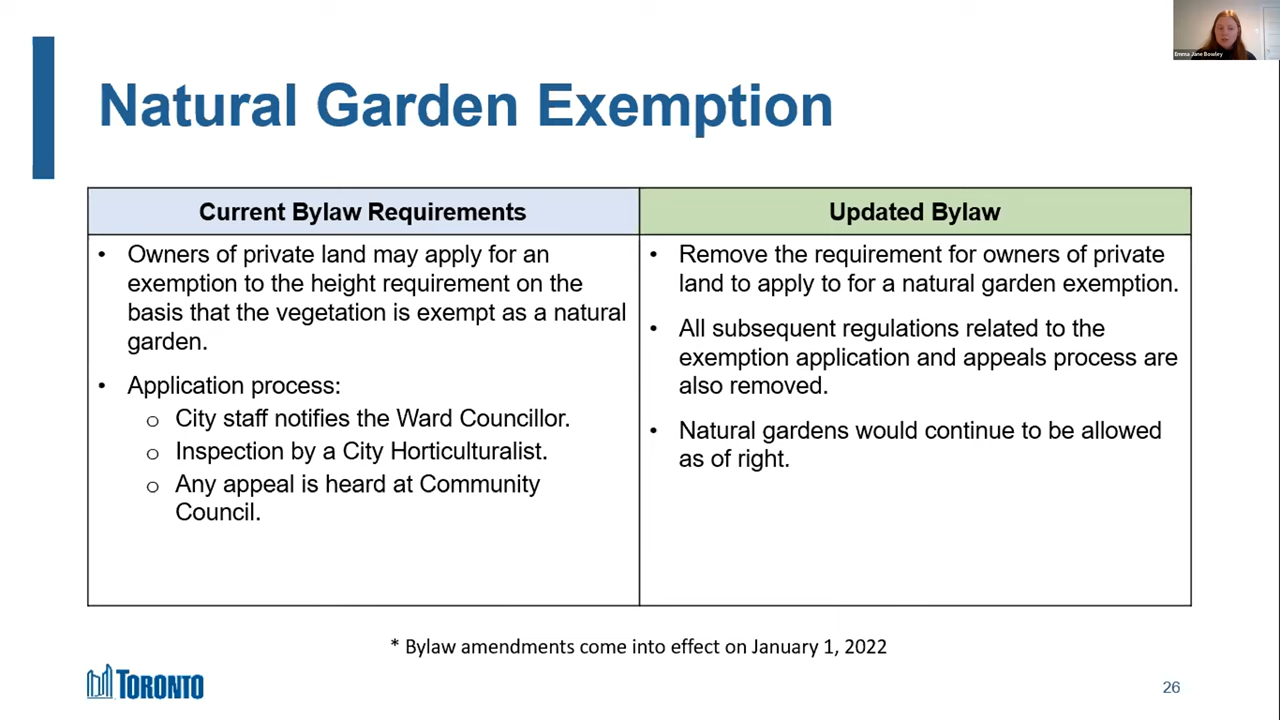 Emma Jane Bowley
Natural Garden Exemption
Current Bylaw Requirements
• Owners of private land may apply for an
exemption to the height requirement on the
basis that the vegetation is exempt as a natural
garden.
• Application process:
o City staff notifies the Ward Councillor.
o Inspection by a City Horticulturalist.
o Any appeal is heard at Community
Council.
Updated Bylaw
• Remove the requirement for owners of private
land to apply to for a natural garden exemption.
• All subsequent regulations related to the
exemption application and appeals process are
also removed.
• Natural gardens would continue to be allowed
as of right.
* Bylaw amendments come into effect on January 1, 2022
TORONTO
26